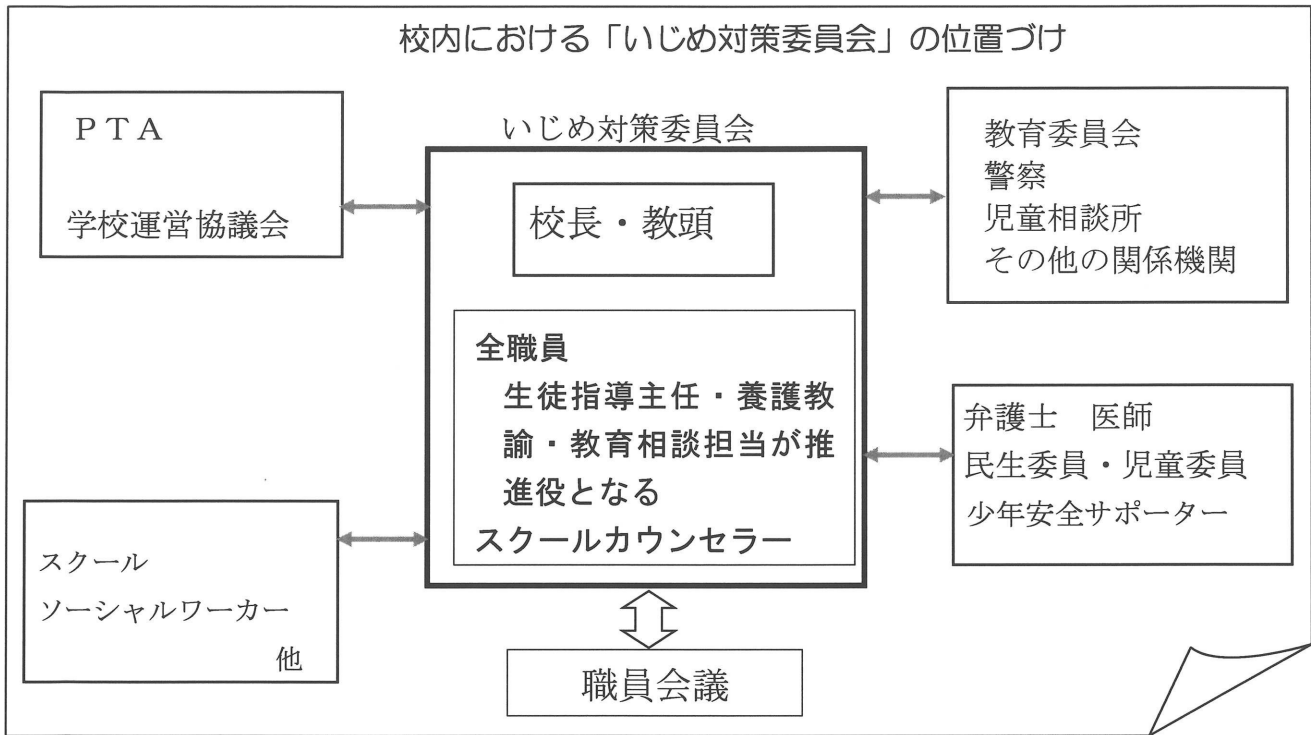 校内における「いじめ対策委員会」の位置づけ
PTA
学校運営協議会
いじめ対策委員会
校長・教頭
全職員
生徒指導主任・養護教
諭・教育相談担当が推
進役となる
スクールカウンセラー
教育委員会
警察
児童相談所
その他の関係機関
弁護士　医師
民生委員・児童委員
少年安全サポーター
スクール
ソーシャルワーカー
他
職員会議